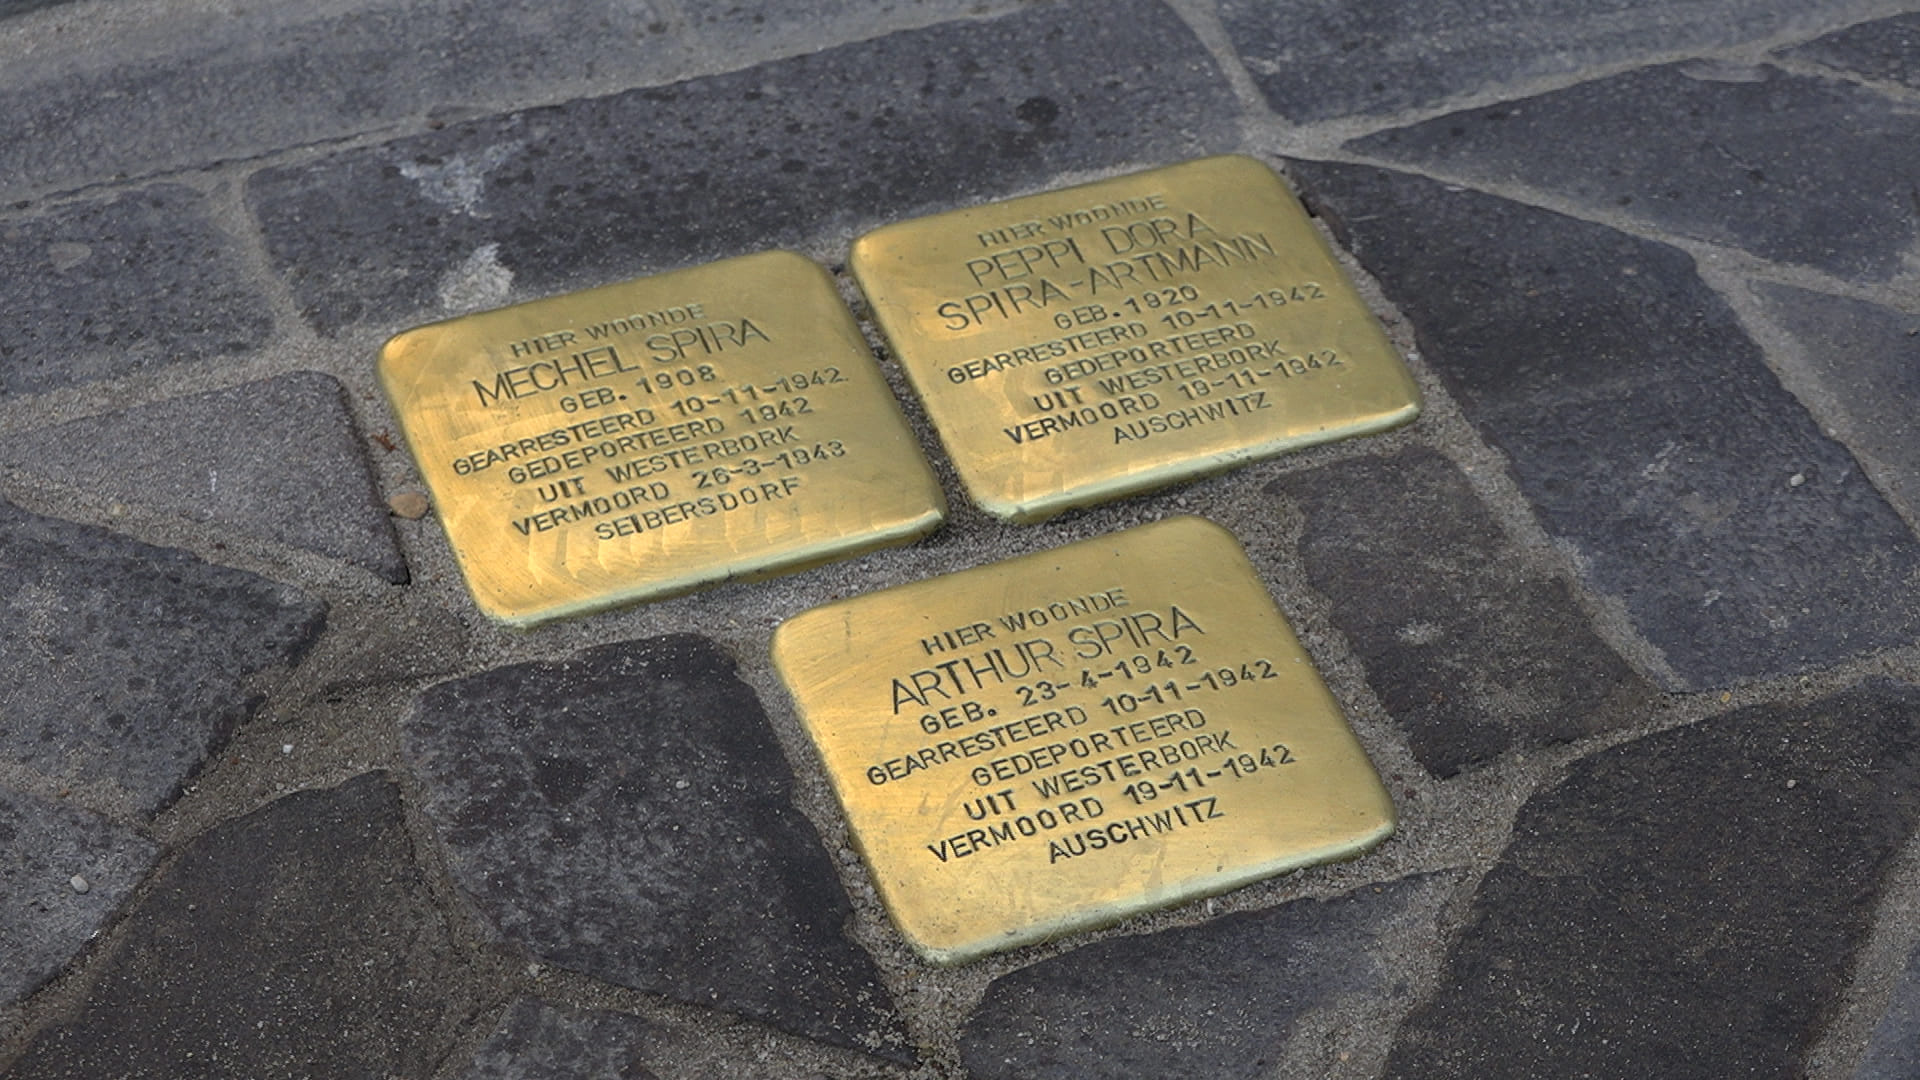 HIER WOONDE
MECHEL SPIRA
GEB. 1908
GEARRESTEERD 10-11-1942
GEDEPORTEERD 1942
UIT WESTERBORK
VERMOORD 26-3-1943
SEIBERSDORF
HIER WOONDE
PEPPI DORA
SPIRA-ARTMANN
GEB. 1920
GEARRESTEERD 10-11-1942
GEDEPORTEERD
UIT WESTERBORK
VERMOORD 19-11-1942
AUSCHWITZ
HIER WOONDE
ARTHUR SPIRA
GEB. 23-4-1942
GEARRESTEERD 10-11-1942
GEDEPORTEERD
UIT WESTERBORK
VERMOORD 19-11-1942
AUSCHWITZ